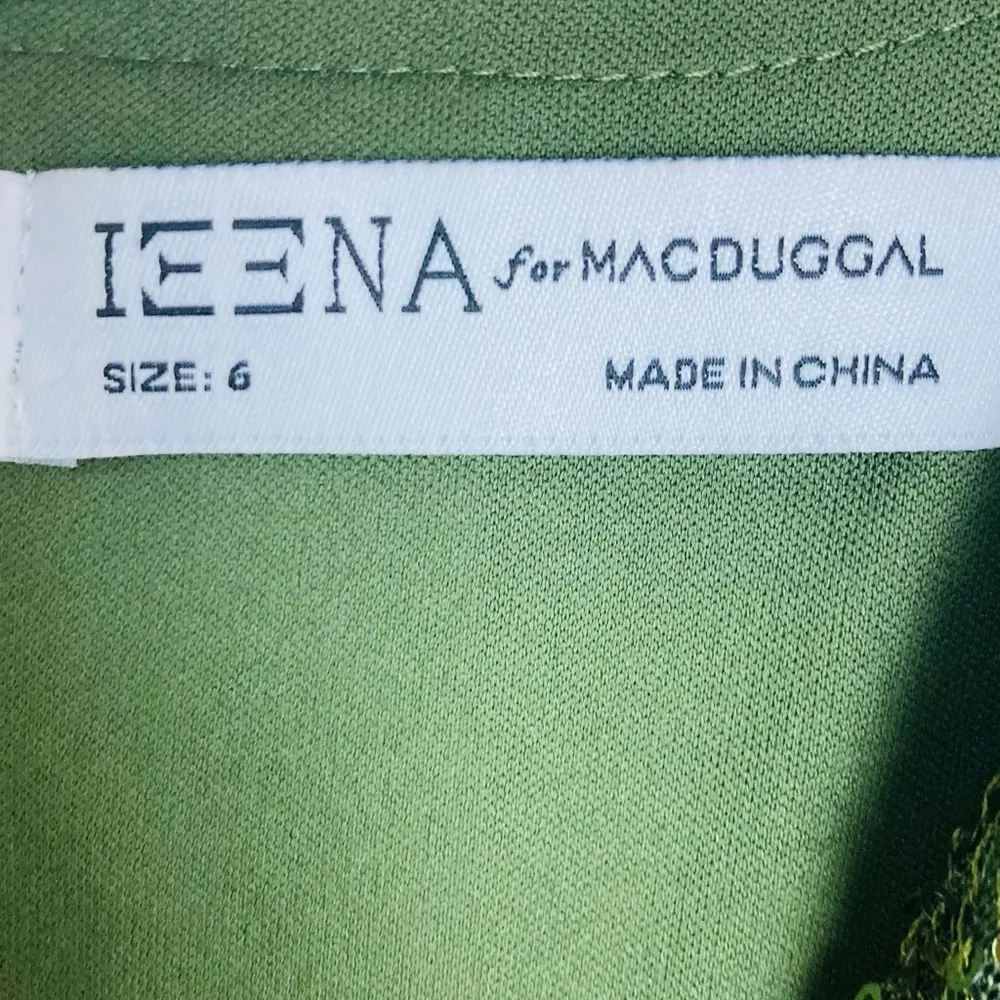 IEENA for MACDUGGAL
SIZE: 6
MADE IN CHINA